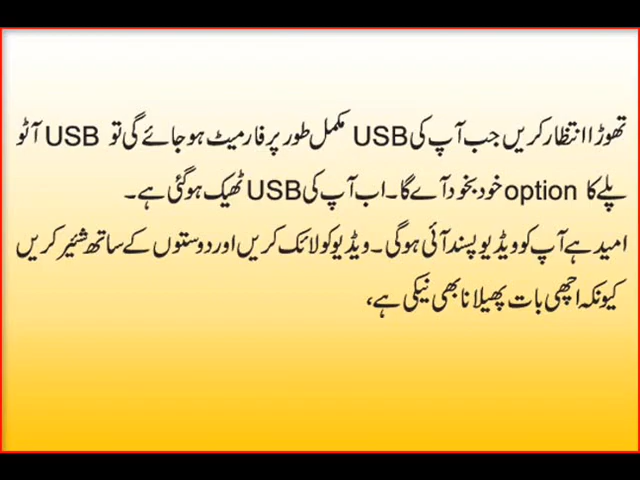 تھوڑا انتظار کریں جب آپ کی USB مکمل طور پر فارمیٹ ہو جائے گی تو USB آٹو
پلے کا option خود بخود آے گا۔ اب آپ کی USB ٹھیک ہو گئی ہے۔
امید ہے آپ کو ویڈیو پسند آئی ہوگی۔ ویڈیو کو لائک کریں اور دوستوں کے ساتھ شئیر کریں
کیونکہ اچھی بات پھیلانا بھی نیکی ہے،